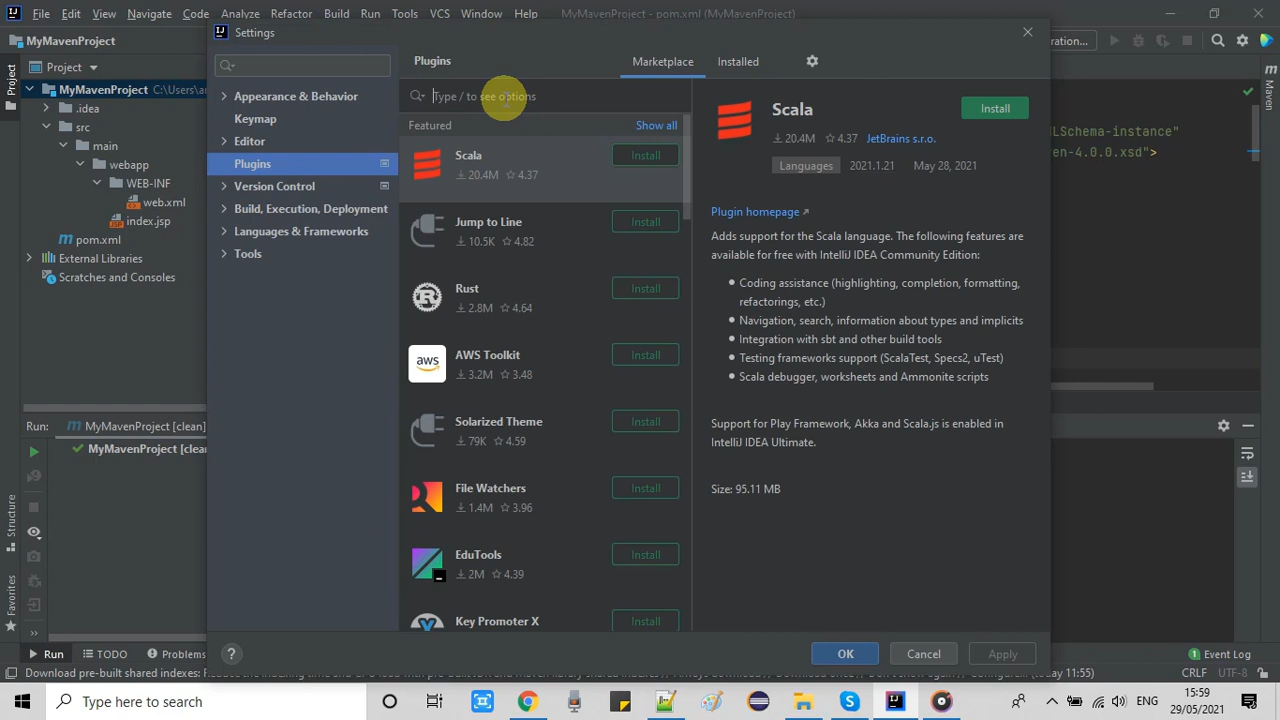 File Edit View Navigate Code Analyze Refactor Build Run Tools VCS Window Help MyMavenProject - pom.xml (MyMavenProject)
MyMavenProject
Settings
Project
MyMavenProject
.idea
src
main
webapp
WEB-INF
web.xml
index.jsp
pom.xml
External Libraries
Scratches and Consoles
Project
Structure
Favorites
Run: MyMavenProject [clean]
MyMavenProject [clea
Appearance & Behavior
Keymap
Editor
Plugins
Version Control
Build, Execution, Deployment
Languages & Frameworks
Tools
Plugins
Marketplace
Installed
Type / to see options
Featured
Show all
Scala
Install
20.4M 4.37
Jump to Line
Install
10.5K 4.82
Rust
Install
2.8M 4.64
AWS Toolkit
Install
aws
3.2M 3.48
Solarized Theme
Install
79K 4.59
File Watchers
Install
1.4M 3.96
EduTools
Install
2M 4.39
Key Promoter X
Install
Scala
Install
20.4M 4.37 JetBrains s.r.o.
Languages 2021.1.21 May 28, 2021
Plugin homepage ↗
Adds support for the Scala language. The following features are
available for free with IntelliJ IDEA Community Edition:
• Coding assistance (highlighting, completion, formatting,
refactorings, etc.)
• Navigation, search, information about types and implicits
• Integration with sbt and other build tools
• Testing frameworks support (ScalaTest, Specs2, uTest)
• Scala debugger, worksheets and Ammonite scripts
Support for Play Framework, Akka and Scala.js is enabled in
IntelliJ IDEA Ultimate.
Size: 95.11 MB
?
OK
Cancel
Apply
ration...
Maven
LSchema-instance"
en-4.0.0.xsd">
Run
TODO
Problems
1 Event Log
CRLF UTF-8
Type here to search
ENG
15:39
29/05/2021